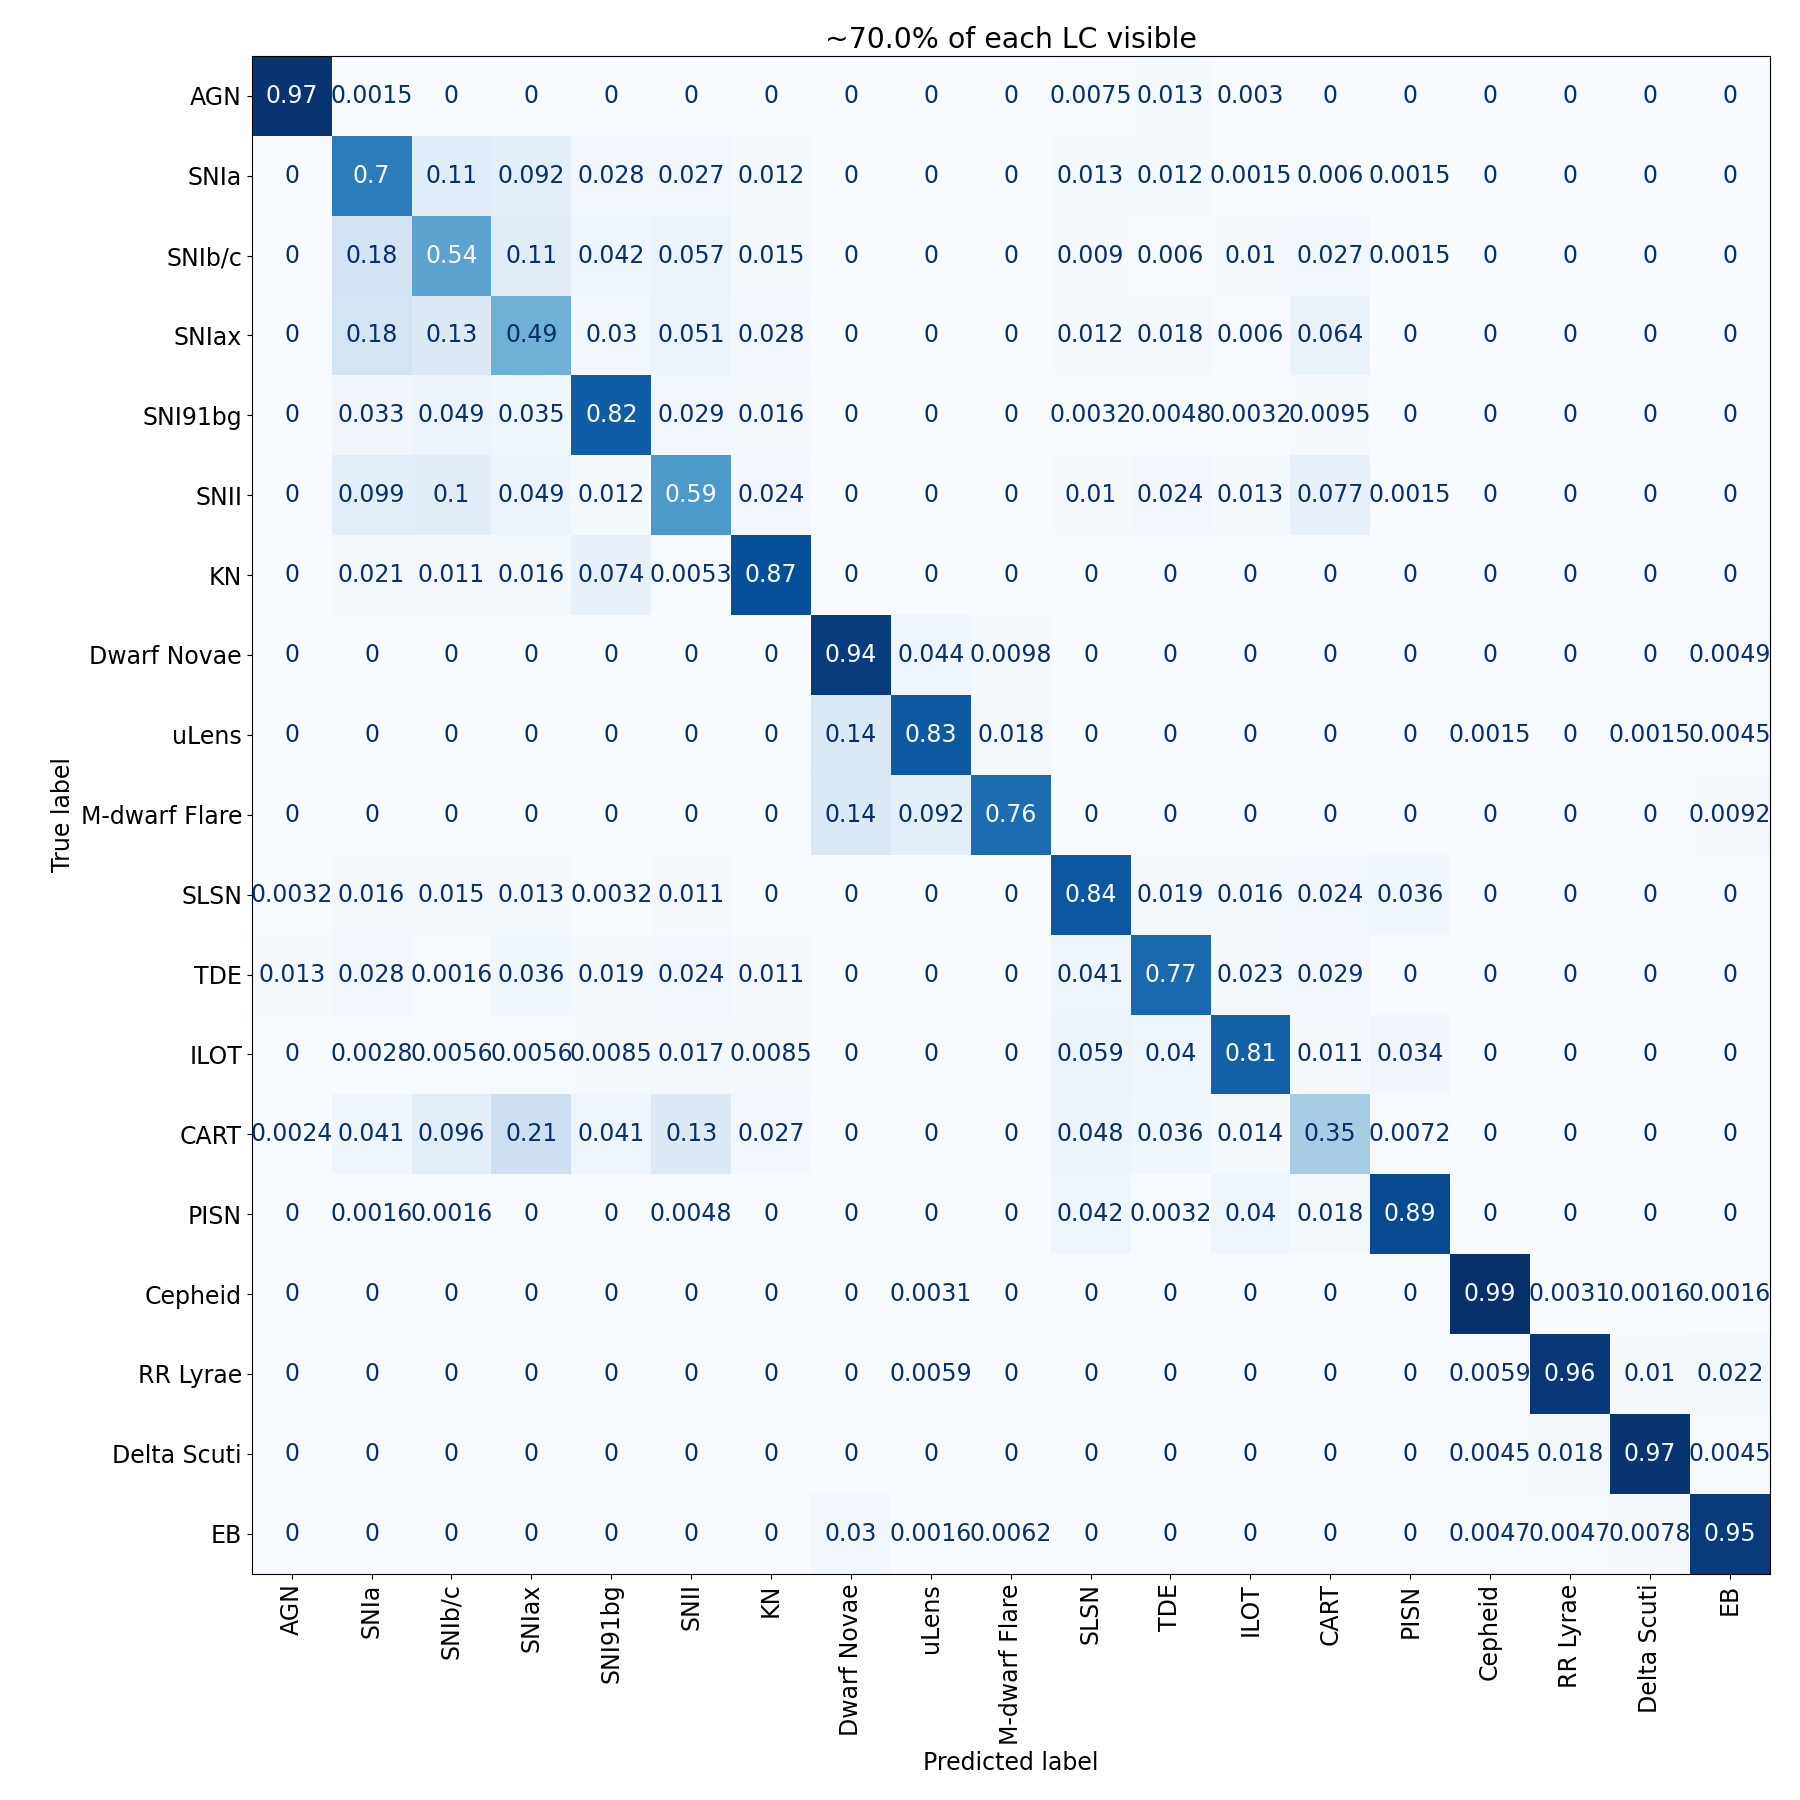 ~70.0% of each LC visible
AGN 0.97 0.0015 0 0 0 0 0 0 0 0 0.0075 0.013 0.003 0 0 0 0 0 0
SNIa 0 0.7 0.11 0.092 0.028 0.027 0.012 0 0 0 0.013 0.012 0.0015 0.006 0.0015 0 0 0 0
SNIb/c 0 0.18 0.54 0.11 0.042 0.057 0.015 0 0 0 0.009 0.006 0.01 0.027 0.0015 0 0 0 0
SNIax 0 0.18 0.13 0.49 0.03 0.051 0.028 0 0 0 0.012 0.018 0.006 0.064 0 0 0 0 0
SNI91bg 0 0.033 0.049 0.035 0.82 0.029 0.016 0 0 0 0.0032 0.0048 0.0032 0.0095 0 0 0 0 0
SNII 0 0.099 0.1 0.049 0.012 0.59 0.024 0 0 0 0.01 0.024 0.013 0.077 0.0015 0 0 0 0
KN 0 0.021 0.011 0.016 0.074 0.0053 0.87 0 0 0 0 0 0 0 0 0 0 0 0
Dwarf Novae 0 0 0 0 0 0 0 0.94 0.044 0.0098 0 0 0 0 0 0 0 0 0.0049
uLens 0 0 0 0 0 0 0 0.14 0.83 0.018 0 0 0 0 0 0.0015 0 0.0015 0.0045
M-dwarf Flare 0 0 0 0 0 0 0 0.14 0.092 0.76 0 0 0 0 0 0 0 0 0.0092
SLSN 0.0032 0.016 0.015 0.013 0.0032 0.011 0 0 0 0 0.84 0.019 0.016 0.024 0.036 0 0 0 0
TDE 0.013 0.028 0.0016 0.036 0.019 0.024 0.011 0 0 0 0.041 0.77 0.023 0.029 0 0 0 0 0
ILOT 0 0.0028 0.0056 0.0056 0.0085 0.017 0.0085 0 0 0 0.059 0.04 0.81 0.011 0.034 0 0 0 0
CART 0.0024 0.041 0.096 0.21 0.041 0.13 0.027 0 0 0 0.048 0.036 0.014 0.35 0.0072 0 0 0 0
PISN 0 0.0016 0.0016 0 0 0.0048 0 0 0 0 0.042 0.0032 0.04 0.018 0.89 0 0 0 0
Cepheid 0 0 0 0 0 0 0 0 0.0031 0 0 0 0 0 0 0.99 0.0031 0.0016 0.0016
RR Lyrae 0 0 0 0 0 0 0 0 0.0059 0 0 0 0 0 0 0.0059 0.96 0.01 0.022
Delta Scuti 0 0 0 0 0 0 0 0 0 0 0 0 0 0 0 0.0045 0.018 0.97 0.0045
EB 0 0 0 0 0 0 0 0.03 0.0016 0.0062 0 0 0 0 0 0.0047 0.0047 0.0078 0.95
True label
AGN SNIa SNIb/c SNIax SNI91bg SNII KN Dwarf Novae uLens M-dwarf Flare SLSN TDE ILOT CART PISN Cepheid RR Lyrae Delta Scuti EB
Predicted label